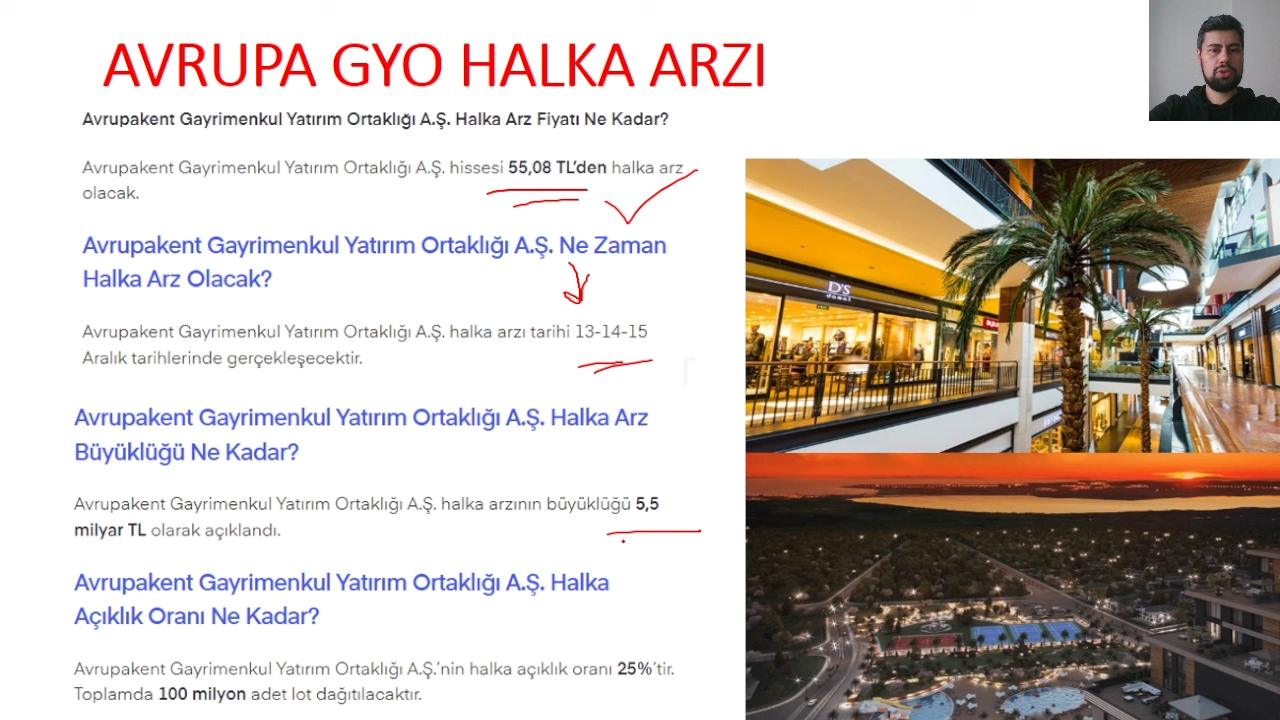 AVRUPA GYO HALKA ARZI
Avrupakent Gayrimenkul Yatırım Ortaklığı A.Ş. Halka Arz Fiyatı Ne Kadar?
Avrupakent Gayrimenkul Yatırım Ortaklığı A.Ş. hissesi 55,08 TL’den halka arz
olacak.
Avrupakent Gayrimenkul Yatırım Ortaklığı A.Ş. Ne Zaman
Halka Arz Olacak?
Avrupakent Gayrimenkul Yatırım Ortaklığı A.Ş. halka arzı tarihi 13-14-15
Aralık tarihlerinde gerçekleşecektir.
Avrupakent Gayrimenkul Yatırım Ortaklığı A.Ş. Halka Arz
Büyüklüğü Ne Kadar?
Avrupakent Gayrimenkul Yatırım Ortaklığı A.Ş. halka arzının büyüklüğü 5,5
milyar TL olarak açıklandı.
Avrupakent Gayrimenkul Yatırım Ortaklığı A.Ş. Halka
Açıklık Oranı Ne Kadar?
Avrupakent Gayrimenkul Yatırım Ortaklığı A.Ş.’nin halka açıklık oranı 25%’tir.
Toplamda 100 milyon adet lot dağıtılacaktır.
D'S
damat